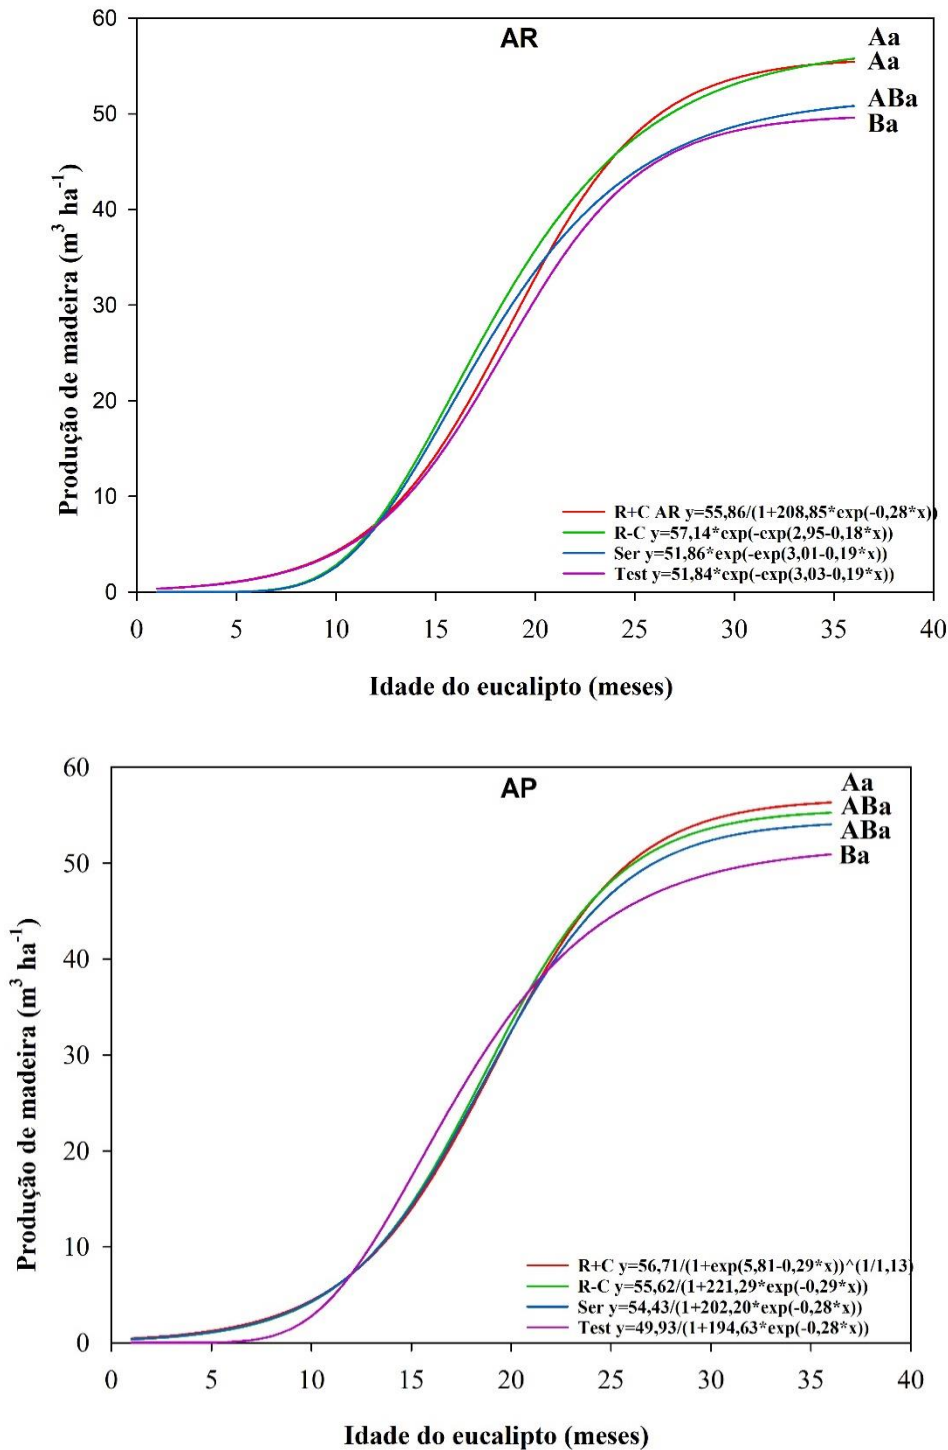 60
AR
Aa
Aa
50
ABa
Ba
40
30
20
10
0
Produção de madeira (m³ ha⁻¹)
R+C AR y=55,86/(1+208,85*exp(-0,28*x))
R-C y=57,14*exp(-exp(2,95-0,18*x))
Ser y=51,86*exp(-exp(3,01-0,19*x))
Test y=51,84*exp(-exp(3,03-0,19*x))
0 5 10 15 20 25 30 35 40
Idade do eucalipto (meses)
60
AP
Aa
ABa
ABa
50
Ba
40
30
20
10
0
Produção de madeira (m³ ha⁻¹)
R+C y=56,71/(1+exp(5,81-0,29*x))^(1/1,13)
R-C y=55,62/(1+221,29*exp(-0,29*x))
Ser y=54,43/(1+202,20*exp(-0,28*x))
Test y=49,93/(1+194,63*exp(-0,28*x))
0 5 10 15 20 25 30 35 40
Idade do eucalipto (meses)